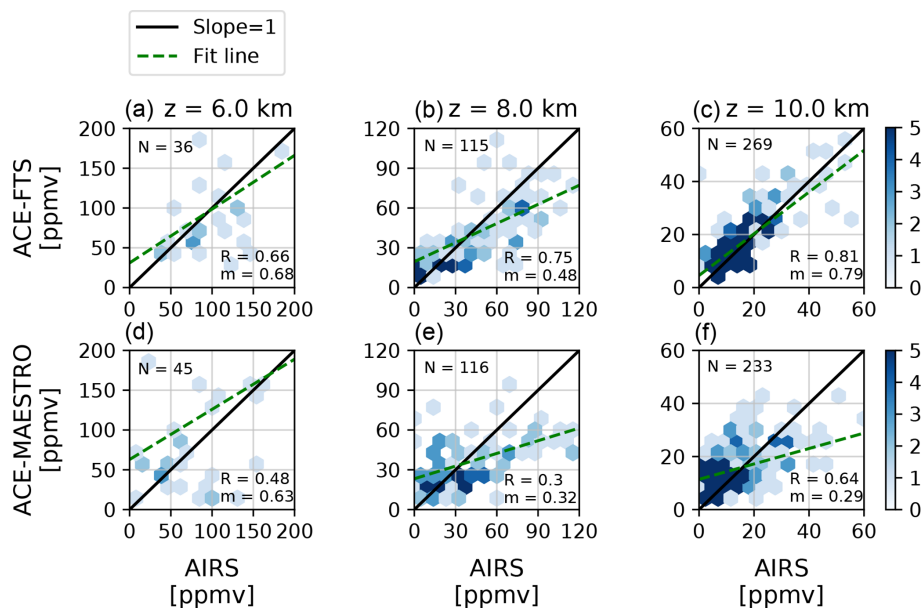 Slope=1
Fit line
(a) z = 6.0 km
(b) z = 8.0 km
(c) z = 10.0 km
ACE-FTS
[ppmv]
200
150
100
50
0
N = 36
R = 0.66
m = 0.68
0 50 100 150 200
120
90
60
30
0
N = 115
R = 0.75
m = 0.48
0 30 60 90 120
60
40
20
0
N = 269
R = 0.81
m = 0.79
0 20 40 60
5
4
3
2
1
0
(d)
(e)
(f)
ACE-MAESTRO
[ppmv]
200
150
100
50
0
N = 45
R = 0.48
m = 0.63
0 50 100 150 200
AIRS
[ppmv]
120
90
60
30
0
N = 116
R = 0.3
m = 0.32
0 30 60 90 120
AIRS
[ppmv]
60
40
20
0
N = 233
R = 0.64
m = 0.29
0 20 40 60
AIRS
[ppmv]
5
4
3
2
1
0